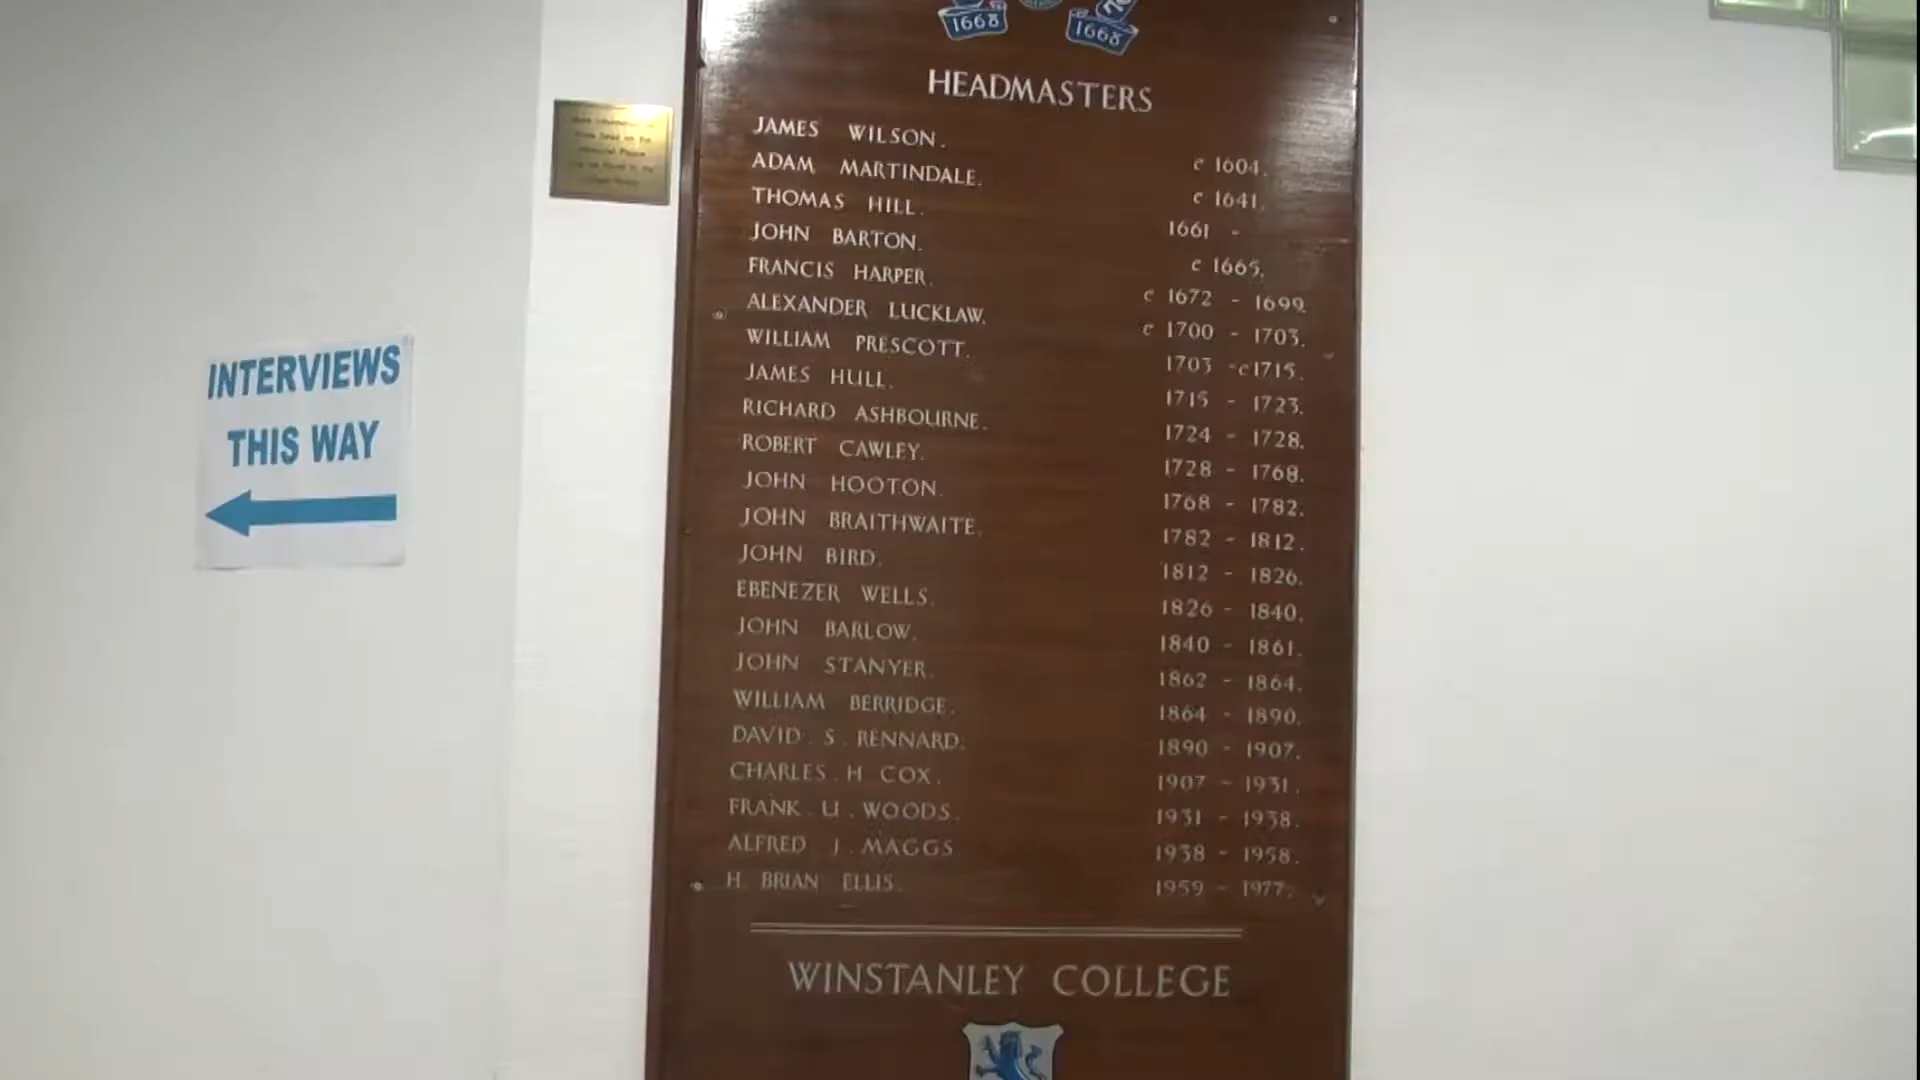 1668 1668
HEADMASTERS
JAMES WILSON. c 1604.
ADAM MARTINDALE. c 1641.
THOMAS HILL. 1661 -
JOHN BARTON. c 1665.
FRANCIS HARPER. c 1672 - 1699.
ALEXANDER LUCKLAW. c 1700 - 1703.
WILLIAM PRESCOTT. 1703 - c 1715.
JAMES HULL. 1715 - 1723.
RICHARD ASHBOURNE. 1724 - 1728.
ROBERT CAWLEY. 1728 - 1768.
JOHN HOOTON. 1768 - 1782.
JOHN BRAITHWAITE. 1782 - 1812.
JOHN BIRD. 1812 - 1826.
EBENEZER WELLS. 1826 - 1840.
JOHN BARLOW. 1840 - 1861.
JOHN STANYER. 1862 - 1864.
WILLIAM BERRIDGE. 1864 - 1890.
DAVID . S . RENNARD. 1890 - 1907.
CHARLES . H COX. 1907 - 1931.
FRANK . U . WOODS. 1931 - 1938.
ALFRED J . MAGGS 1938 - 1958.
H. BRIAN ELLIS. 1959 - 1977.
WINSTANLEY COLLEGE
INTERVIEWS
THIS WAY